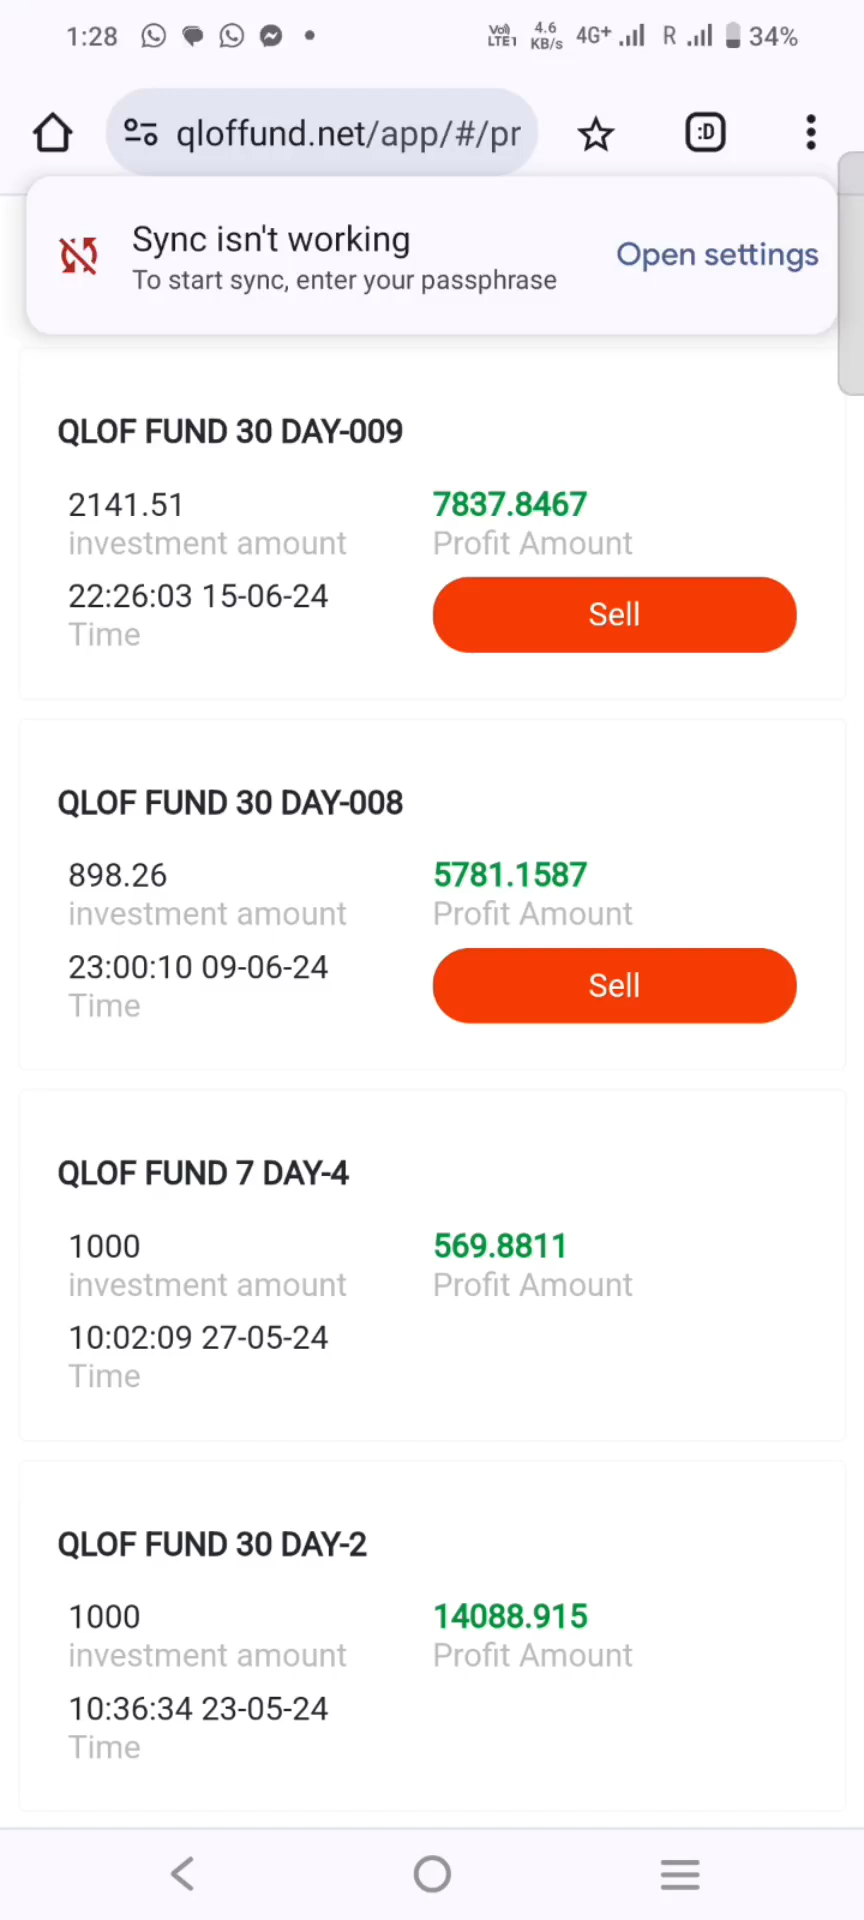 1:28
Vo)) LTE1 4.6 KB/s 4G+ R 34%
qloffund.net/app/#/pr
:D
Sync isn't working
To start sync, enter your passphrase
Open settings
QLOF FUND 30 DAY-009
2141.51 7837.8467
investment amount Profit Amount
22:26:03 15-06-24 Sell
Time
QLOF FUND 30 DAY-008
898.26 5781.1587
investment amount Profit Amount
23:00:10 09-06-24 Sell
Time
QLOF FUND 7 DAY-4
1000 569.8811
investment amount Profit Amount
10:02:09 27-05-24
Time
QLOF FUND 30 DAY-2
1000 14088.915
investment amount Profit Amount
10:36:34 23-05-24
Time